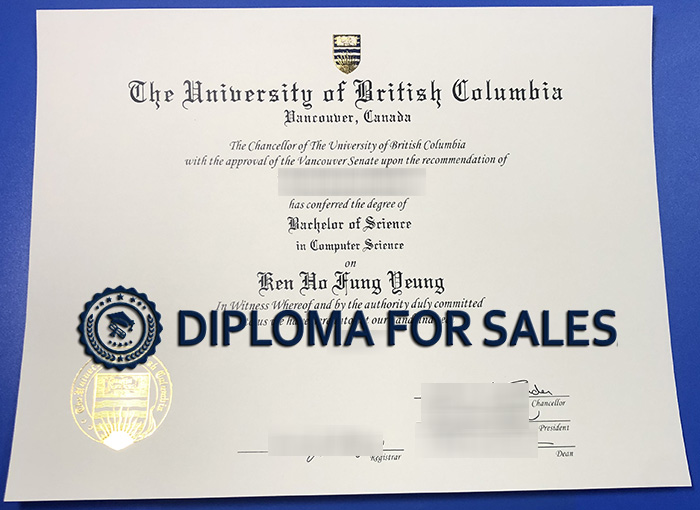 The University of British Columbia
Vancouver, Canada
The Chancellor of The University of British Columbia
with the approval of the Vancouver Senate upon the recommendation of
has conferred the degree of
Bachelor of Science
in Computer Science
on
Ken Ho Fung Yeung
In Witness Whereof and by the authority duly committed
DIPLOMA FOR SALES
Chancellor
President
Registrar
Dean